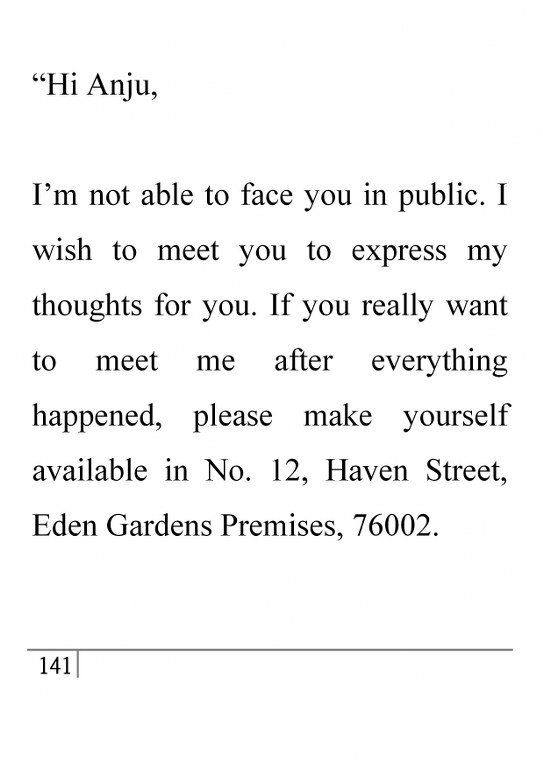 “Hi Anju,
I’m not able to face you in public. I
wish to meet you to express my
thoughts for you. If you really want
to meet me after everything
happened, please make yourself
available in No. 12, Haven Street,
Eden Gardens Premises, 76002.
141